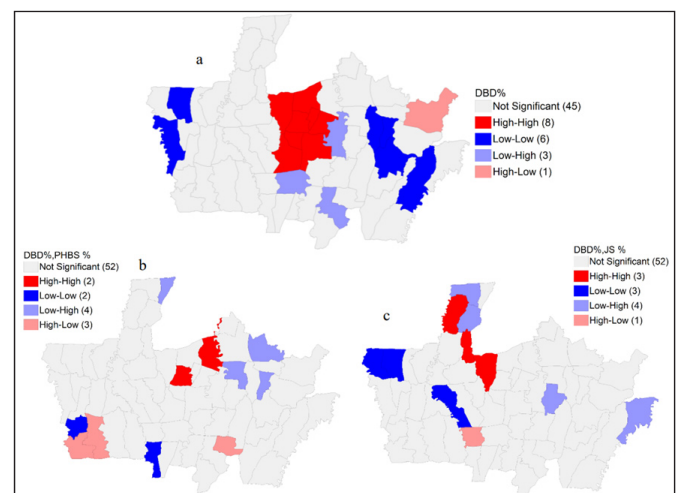 a
DBD%
Not Significant (45)
High-High (8)
Low-Low (6)
Low-High (3)
High-Low (1)
DBD%,PHBS %
Not Significant (52)
High-High (2)
Low-Low (2)
Low-High (4)
High-Low (3)
b
DBD%,JS %
Not Significant (52)
High-High (3)
Low-Low (3)
Low-High (4)
High-Low (1)
c